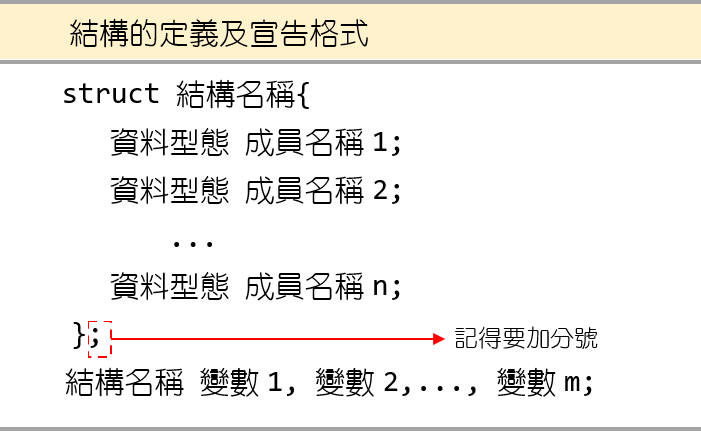 結構的定義及宣告格式
struct 結構名稱{
資料型態 成員名稱1;
資料型態 成員名稱2;
...
資料型態 成員名稱n;
};
記得要加分號
結構名稱 變數1, 變數2,..., 變數m;